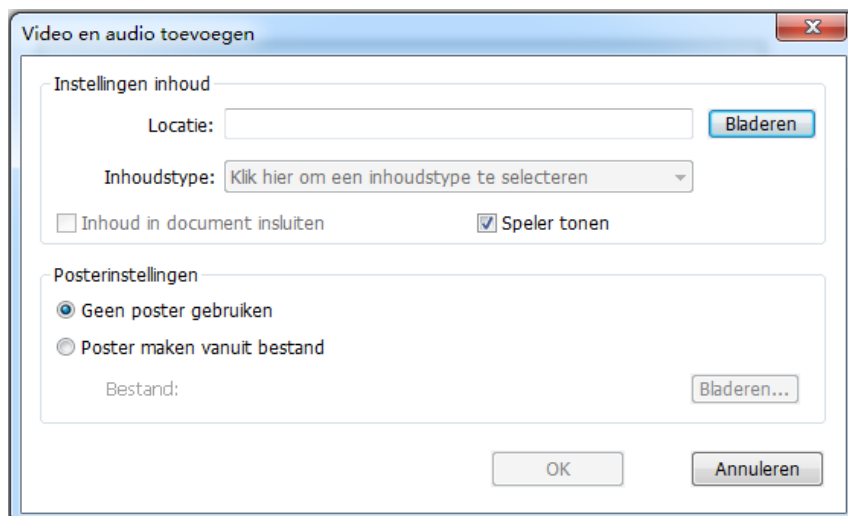 Video en audio toevoegen
Instellingen inhoud
Locatie:
Bladeren
Inhoudstype: Klik hier om een inhoudstype te selecteren
Inhoud in document insluiten
Speler tonen
Posterinstellingen
Geen poster gebruiken
Poster maken vanuit bestand
Bestand:
Bladeren...
OK
Annuleren